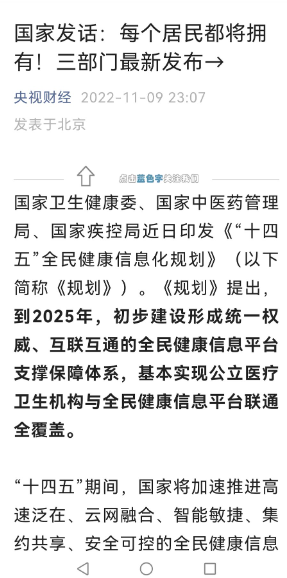 国家发话：每个居民都将拥
有！三部门最新发布→
央视财经 2022-11-09 23:07
发表于北京
点击蓝色字关注我们
国家卫生健康委、国家中医药管理
局、国家疾控局近日印发《“十四
五”全民健康信息化规划》（以下
简称《规划》）。《规划》提出，
到2025年，初步建设形成统一权
威、互联互通的全民健康信息平台
支撑保障体系，基本实现公立医疗
卫生机构与全民健康信息平台联通
全覆盖。
“十四五”期间，国家将加速推进高
速泛在、云网融合、智能敏捷、集
约共享、安全可控的全民健康信息